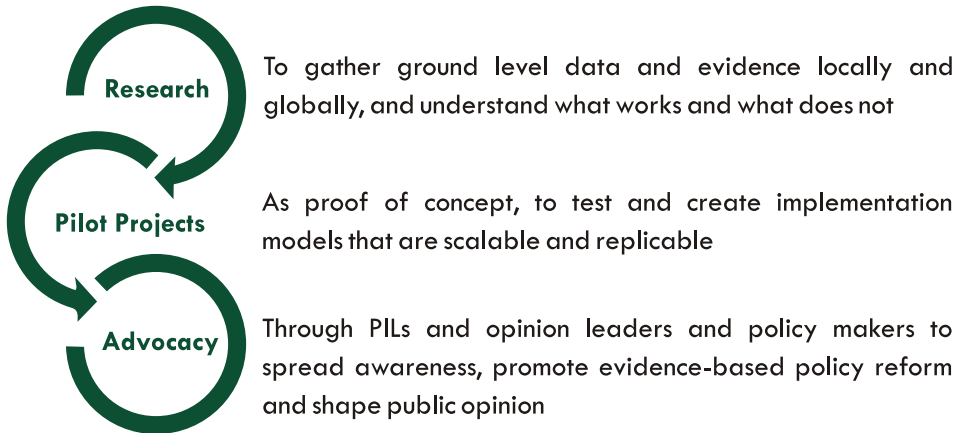 Research
To gather ground level data and evidence locally and
globally, and understand what works and what does not
Pilot Projects
As proof of concept, to test and create implementation
models that are scalable and replicable
Advocacy
Through PILs and opinion leaders and policy makers to
spread awareness, promote evidence-based policy reform
and shape public opinion